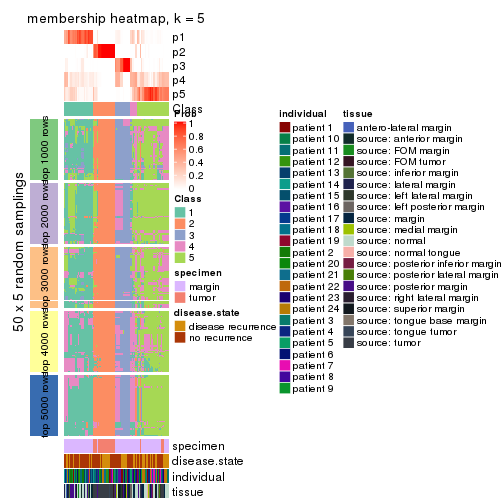 membership heatmap, k = 5
p1
p2
p3
p4
p5
Class
50 x 5 random samplings
top 1000 rows
top 2000 rows
top 3000 rows
top 4000 rows
top 5000 rows
specimen
disease.state
individual
tissue
Prob
1
0.8
0.6
0.4
0.2
0
Class
1
2
3
4
5
specimen
margin
tumor
disease.state
disease recurrence
no recurrence
individual
patient 1
patient 10
patient 11
patient 12
patient 13
patient 14
patient 15
patient 16
patient 17
patient 18
patient 19
patient 2
patient 20
patient 21
patient 22
patient 23
patient 24
patient 3
patient 4
patient 5
patient 6
patient 7
patient 8
patient 9
tissue
antero-lateral margin
source: anterior margin
source: FOM margin
source: FOM tumor
source: inferior margin
source: lateral margin
source: left lateral margin
source: left posterior margin
source: margin
source: medial margin
source: normal
source: normal tongue
source: posterior inferior margin
source: posterior lateral margin
source: posterior margin
source: right lateral margin
source: superior margin
source: tongue base margin
source: tongue tumor
source: tumor